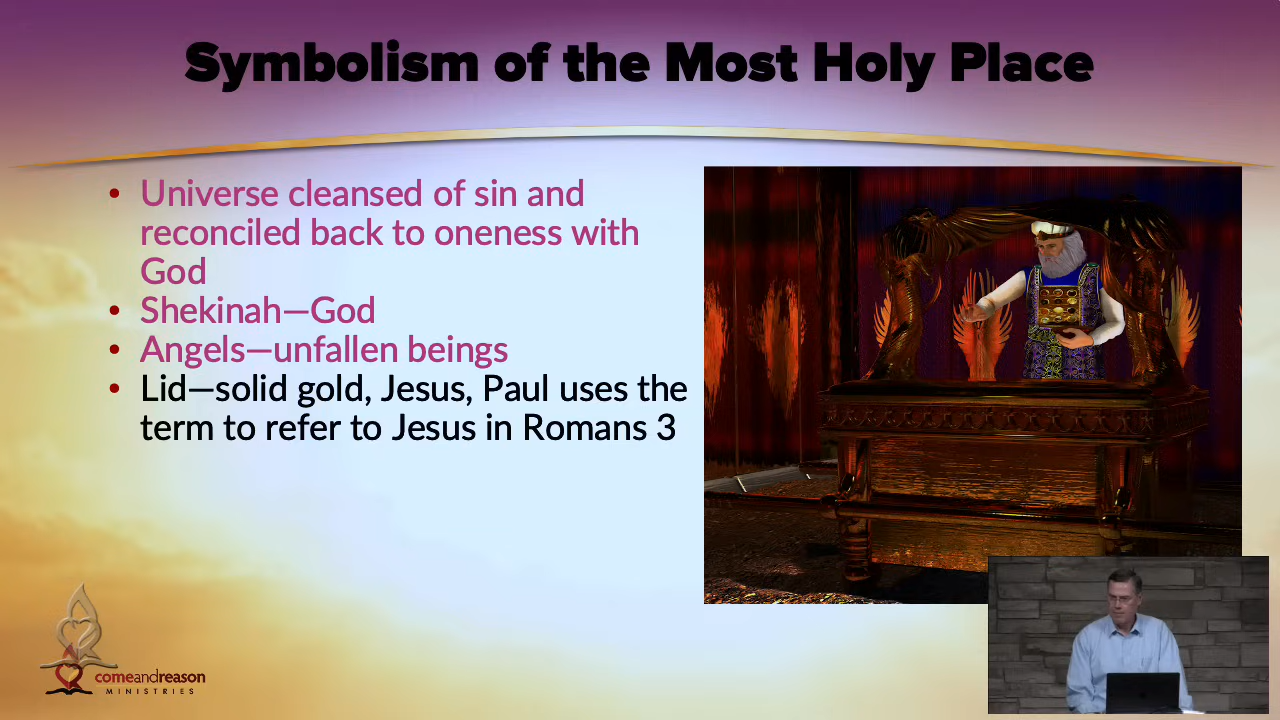 Symbolism of the Most Holy Place
• Universe cleansed of sin and
reconciled back to oneness with
God
• Shekinah—God
• Angels—unfallen beings
• Lid—solid gold, Jesus, Paul uses the
term to refer to Jesus in Romans 3
comeandreason
MINISTRIES